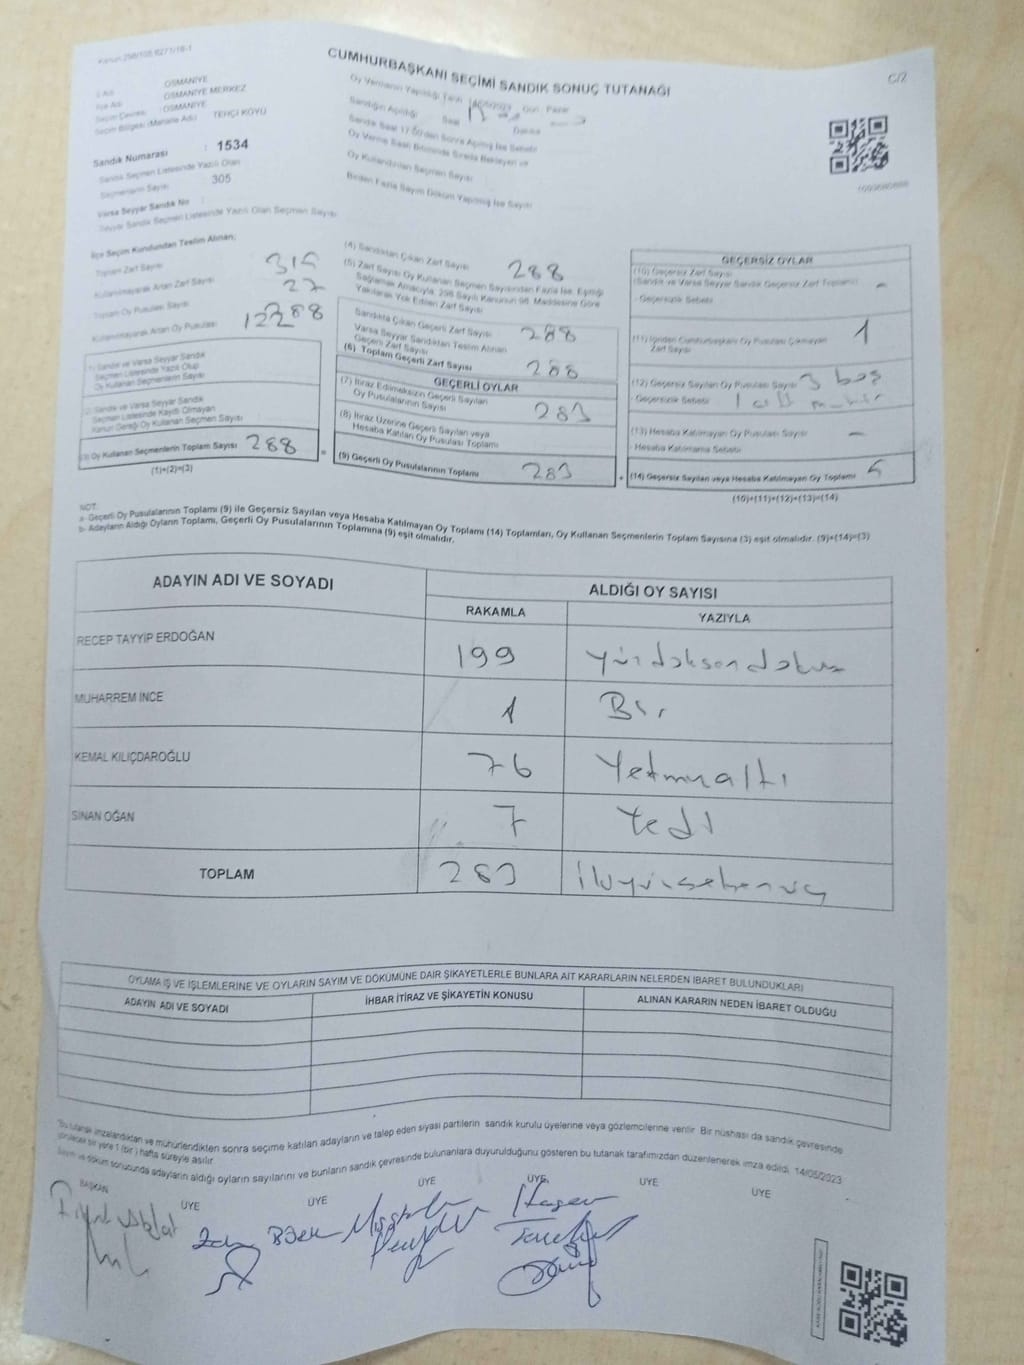 Kanun:298/105,6271/18-1
CUMHURBAŞKANI SEÇİMİ SANDIK SONUÇ TUTANAĞI
C/2
İl Adı : OSMANİYE
İlçe Adı : OSMANİYE MERKEZ
Seçim Çevresi : OSMANİYE
Seçim Bölgesi (Mahalle Adı) TEHÇİ KÖYÜ
Sandık Numarası : 1534
Sandık Seçmen Listesinde Yazılı Olan
Seçmenlerin Sayısı 305
Varsa Seyyar Sandık No
Seyyar Sandık Seçmen Listesinde Yazılı Olan Seçmen Sayısı
Oy Vermenin Yapıldığı Tarih 14/05/2023 Gün: Pazar
Sandığın Açıldığı Saat Dakika
Sandık Saat 17.00'den Sonra Açılmış İse Sebebi
Oy Verme Saati Bitiminde Sırada Bekleyen ve
Oy Kullandırılan Seçmen Sayısı
Birden Fazla Sayım Döküm Yapılmış İse Sayısı
İlçe Seçim Kurulundan Teslim Alınan;
Toplam Zarf Sayısı
Kullanılmayarak Artan Zarf Sayısı 27
Toplam Oy Pusulası Sayısı
Kullanılmayarak Artan Oy Pusulası
1) Sandık ve Varsa Seyyar Sandık
Seçmen Listesinde Yazılı Olup
Oy Kullanan Seçmenlerin Sayısı
2) Sandık ve Varsa Seyyar Sandık
Seçmen Listesinde Kayıtlı Olmayan
Kanun Gereği Oy Kullanan Seçmen Sayısı
(3) Oy Kullanan Seçmenlerin Toplam Sayısı 288
(1)+(2)=(3)
(4) Sandıktan Çıkan Zarf Sayısı 288
(5) Zarf Sayısı Oy Kullanan Seçmen Sayısından Fazla İse, Eşitliği
Sağlamak Amacıyla, 298 Sayılı Kanunun 98. Maddesine Göre
Yakılarak Yok Edilen Zarf Sayısı
Sandıkta Çıkan Geçerli Zarf Sayısı 288
Varsa Seyyar Sandıktan Teslim Alınan
Geçerli Zarf Sayısı
(6) Toplam Geçerli Zarf Sayısı 288
GEÇERLİ OYLAR
(7) İtiraz Edilmeksizin Geçerli Sayılan
Oy Pusulalarının Sayısı 283
(8) İtiraz Üzerine Geçerli Sayılan veya
Hesaba Katılan Oy Pusulası Toplamı
(9) Geçerli Oy Pusulalarının Toplamı 283
GEÇERSİZ OYLAR
(10) Geçersiz Zarf Sayısı
(Sandık ve Varsa Seyyar Sandık Geçersiz Zarf Toplamı) -
- Geçersizlik Sebebi
(11) İçinden Cumhurbaşkanı Oy Pusulası Çıkmayan
Zarf Sayısı 1
(12) Geçersiz Sayılan Oy Pusulası Sayısı 3 boş
- Geçersizlik Sebebi 1
(13) Hesaba Katılmayan Oy Pusulası Sayısı -
- Hesaba Katılmama Sebebi
(14) Geçersiz Sayılan veya Hesaba Katılmayan Oy Toplamı 5
(10)+(11)+(12)+(13)=(14)
NOT:
a- Geçerli Oy Pusulalarının Toplamı (9) ile Geçersiz Sayılan veya Hesaba Katılmayan Oy Toplamı (14) Toplamları, Oy Kullanan Seçmenlerin Toplam Sayısına (3) eşit olmalıdır. (9)+(14)=(3)
b- Adayların Aldığı Oyların Toplamı, Geçerli Oy Pusulalarının Toplamına (9) eşit olmalıdır.
ADAYIN ADI VE SOYADI
ALDIĞI OY SAYISI
RAKAMLA
YAZIYLA
RECEP TAYYİP ERDOĞAN 199 yüzdoksandokuz
MUHARREM İNCE 1 Bir
KEMAL KILIÇDAROĞLU 76 Yetmişaltı
SİNAN OĞAN 7 Yedi
TOPLAM 283 ikiyüzseksenüç
OYLAMA İŞ VE İŞLEMLERİNE VE OYLARIN SAYIM VE DÖKÜMÜNE DAİR ŞİKAYETLERLE BUNLARA AİT KARARLARIN NELERDEN İBARET BULUNDUKLARI
ADAYIN ADI VE SOYADI
İHBAR İTİRAZ VE ŞİKAYETİN KONUSU
ALINAN KARARIN NEDEN İBARET OLDUĞU
*Bu tutanak imzalandıktan ve mühürlendikten sonra seçime katılan adayların ve talep eden siyasi partilerin sandık kurulu üyelerine veya gözlemcilerine verilir. Bir nüshası da sandık çevresinde
görülecek bir yere 1 (bir) hafta süreyle asılır.
Sayım ve döküm sonucunda adayların aldığı oyların sayılarını ve bunların sandık çevresinde bulunanlara duyurulduğunu gösteren bu tutanak tarafımızdan düzenlenerek imza edildi. 14/05/2023
BAŞKAN
ÜYE
ÜYE
ÜYE
ÜYE
ÜYE
ÜYE